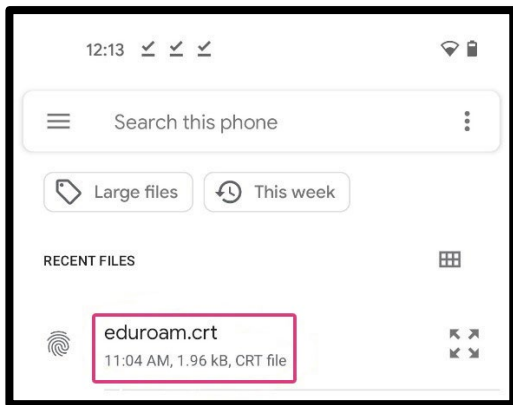 12:13
Search this phone
Large files
This week
RECENT FILES
eduroam.crt
11:04 AM, 1.96 kB, CRT file